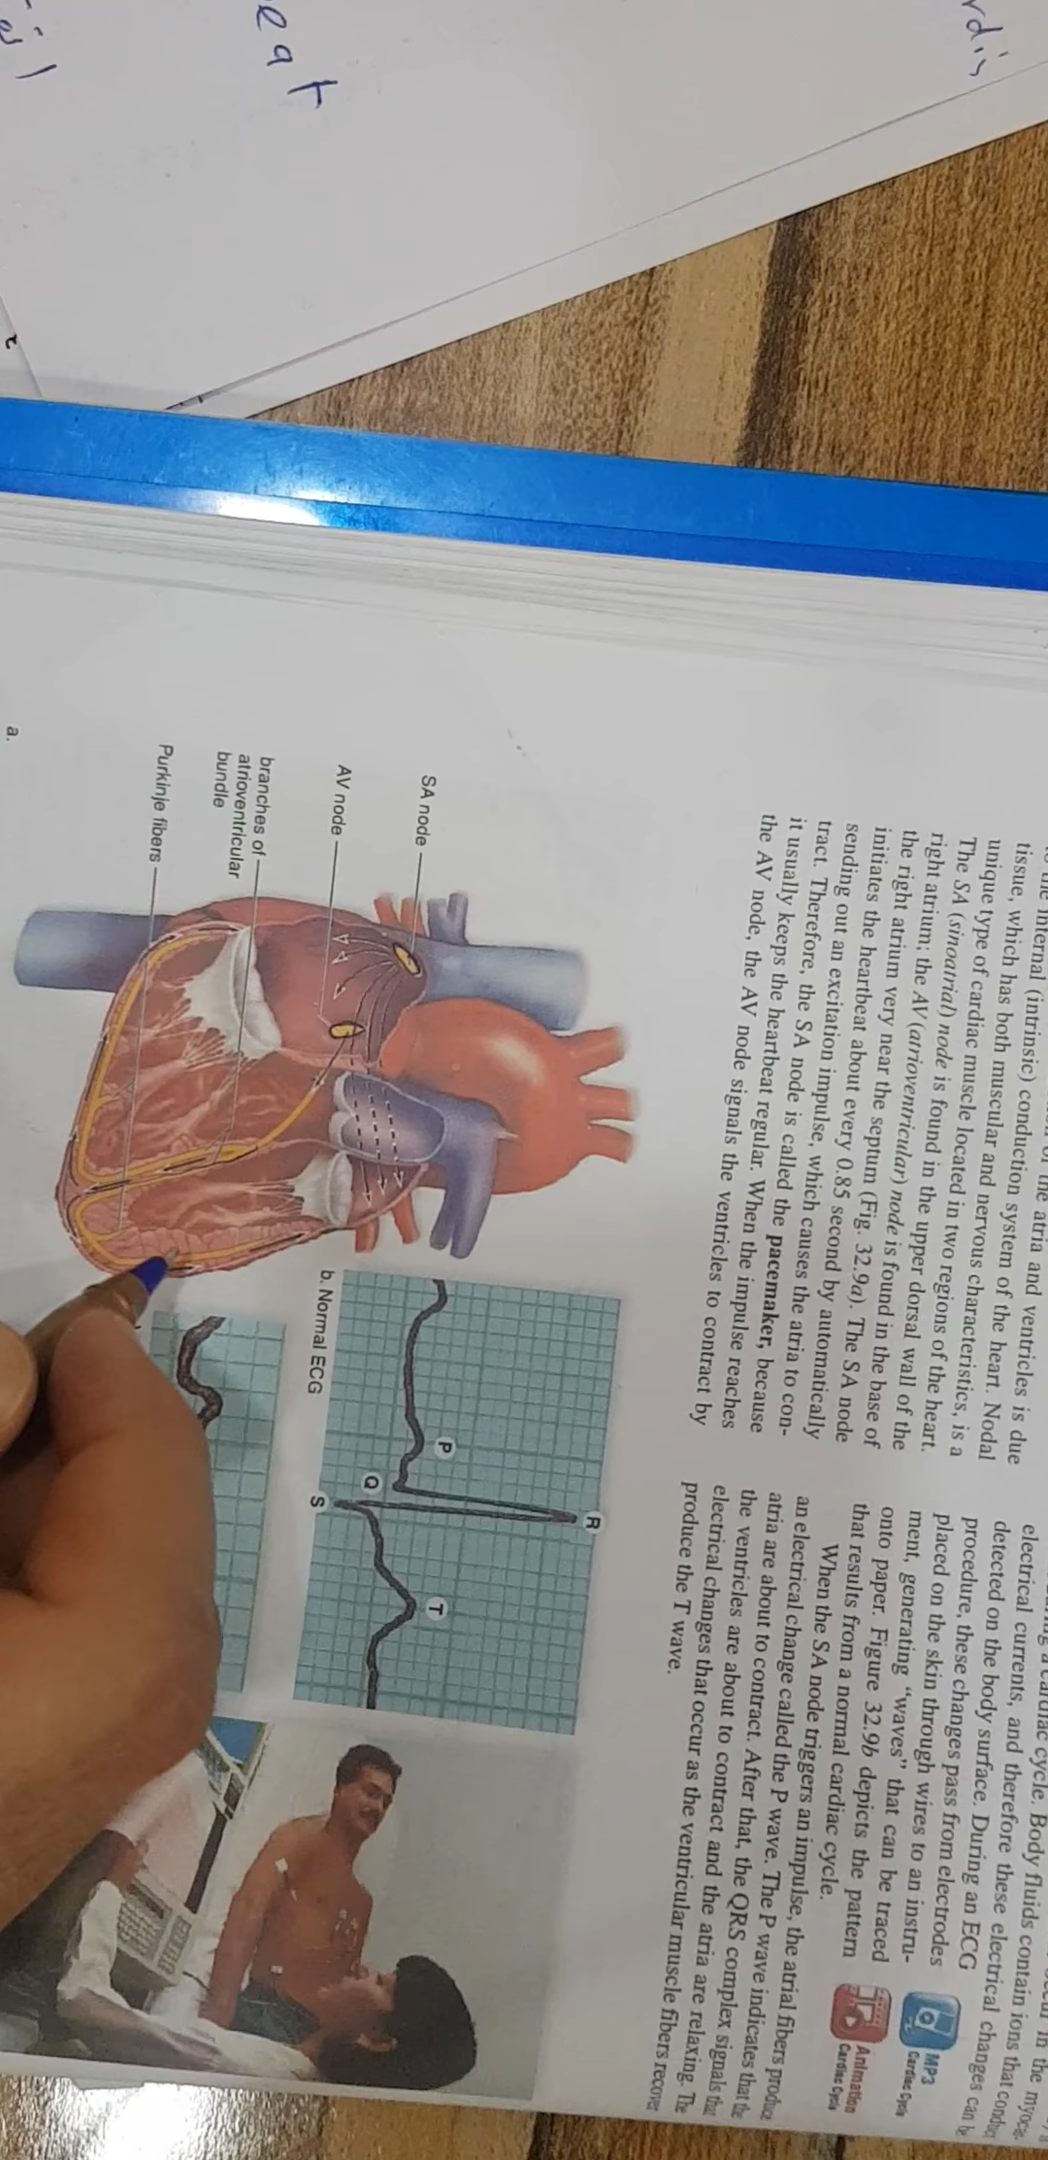 rdis
eat
tissue, which has both muscular and nervous characteristics, is a
unique type of cardiac muscle located in two regions of the heart. Nodal
The SA (sinoatrial) node is found in the upper dorsal wall of the
right atrium; the AV (atrioventricular) node is found in the base of
the right atrium very near the septum (Fig. 32.9a). The SA node
initiates the heartbeat about every 0.85 second by automatically
sending out an excitation impulse, which causes the atria to con-
tract. Therefore, the SA node is called the pacemaker, because
it usually keeps the heartbeat regular. When the impulse reaches
the AV node, the AV node signals the ventricles to contract by
cardiac cycle. Body fluids contain ions that conduct
electrical currents, and therefore these electrical changes can be
detected on the body surface. During an ECG
procedure, these changes pass from electrodes
placed on the skin through wires to an instru-
ment, generating "waves" that can be traced
onto paper. Figure 32.9b depicts the pattern
that results from a normal cardiac cycle.
When the SA node triggers an impulse, the atrial fibers produce
an electrical change called the P wave. The P wave indicates that the
atria are about to contract. After that, the QRS complex signals that
the ventricles are about to contract and the atria are relaxing. The
electrical changes that occur as the ventricular muscle fibers recover
produce the T wave.
MP3
Cardiac Cycle
Animation
Cardiac Cycle
SA node
AV node
branches of
atrioventricular
bundle
Purkinje fibers
a.
R
P
T
Q
S
b. Normal ECG